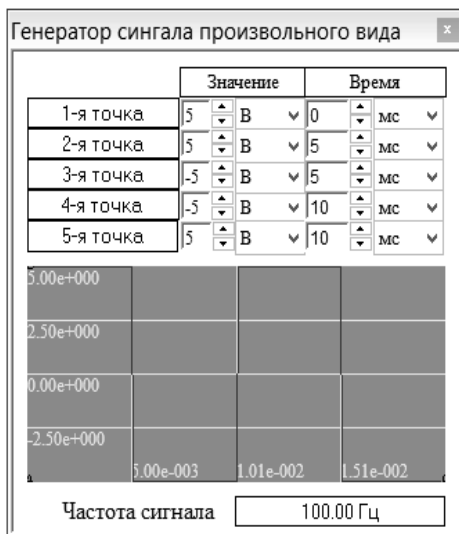 Генератор сингала произвольного вида x
Значение Время
1-я точка 5 В 0 мс
2-я точка 5 В 5 мс
3-я точка -5 В 5 мс
4-я точка -5 В 10 мс
5-я точка 5 В 10 мс
5.00e+000
2.50e+000
0.00e+000
-2.50e+000
5.00e-003 1.01e-002 1.51e-002
Частота сигнала 100.00 Гц